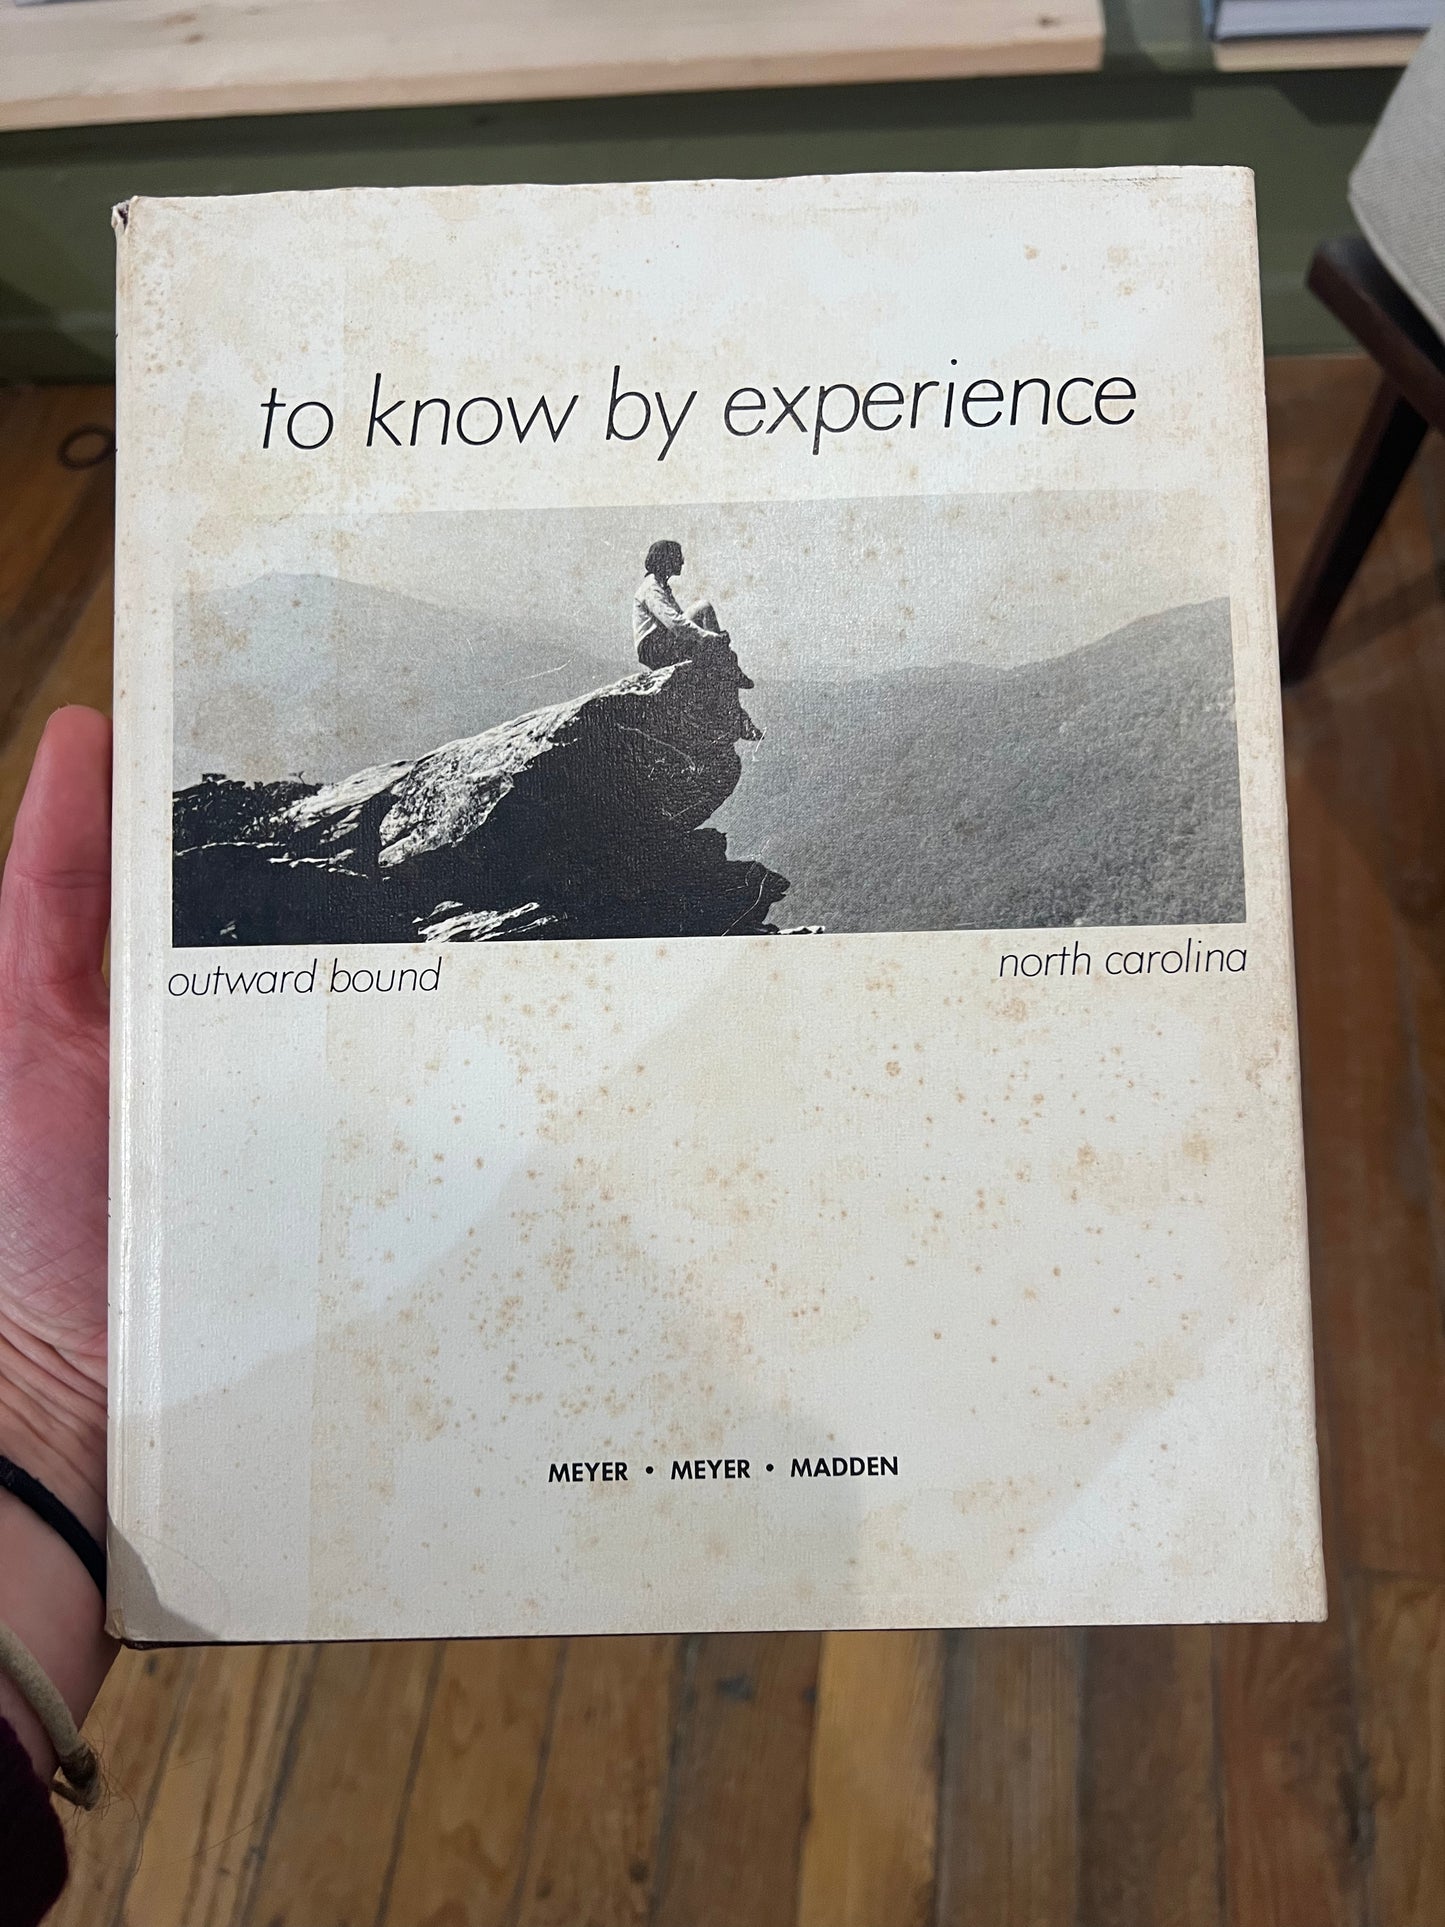 to know by experience
outward bound
north carolina
MEYER • MEYER • MADDEN